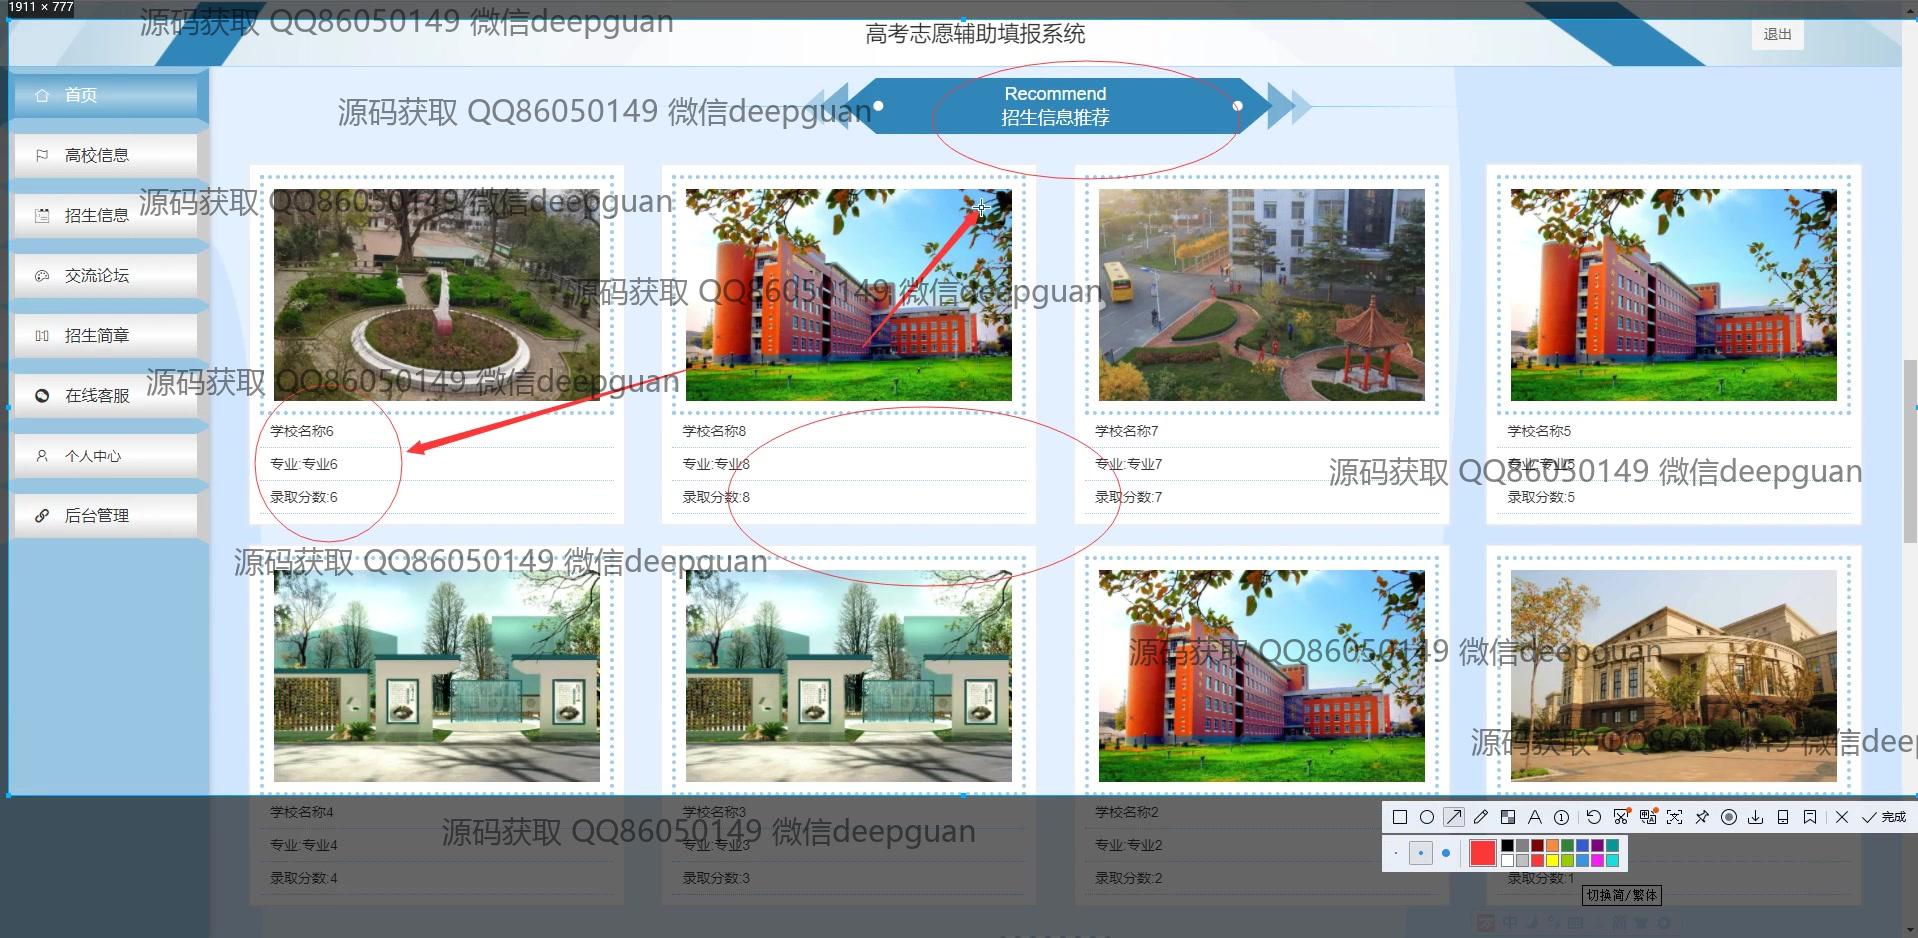 1911 × 777
源码获取 QQ86050149 微信deepguan
高考志愿辅助填报系统
退出
首页
Recommend
招生信息推荐
源码获取 QQ86050149 微信deepguan
高校信息
源码获取 QQ86050149 微信deepguan
招生信息
交流论坛
源码获取 QQ86050149 微信deepguan
招生简章
源码获取 QQ86050149 微信deepguan
在线客服
个人中心
后台管理
学校名称6
专业:专业6
录取分数:6
学校名称8
专业:专业8
录取分数:8
学校名称7
专业:专业7
录取分数:7
学校名称5
专业:专业5
录取分数:5
源码获取 QQ86050149 微信deepguan
源码获取 QQ86050149 微信deepguan
源码获取 QQ86050149 微信deepguan
源码获取 QQ86050149 微信deep
学校名称4
专业:专业4
录取分数:4
学校名称3
专业:专业3
录取分数:3
源码获取 QQ86050149 微信deepguan
学校名称2
专业:专业2
录取分数:2
录取分数:1
完成
切换简/繁体
中
简